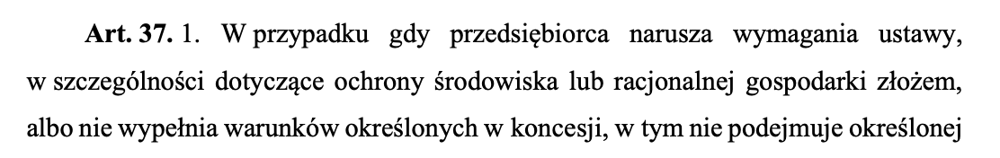 Art. 37. 1. W przypadku gdy przedsiębiorca narusza wymagania ustawy,
w szczególności dotyczące ochrony środowiska lub racjonalnej gospodarki złożem,
albo nie wypełnia warunków określonych w koncesji, w tym nie podejmuje określonej